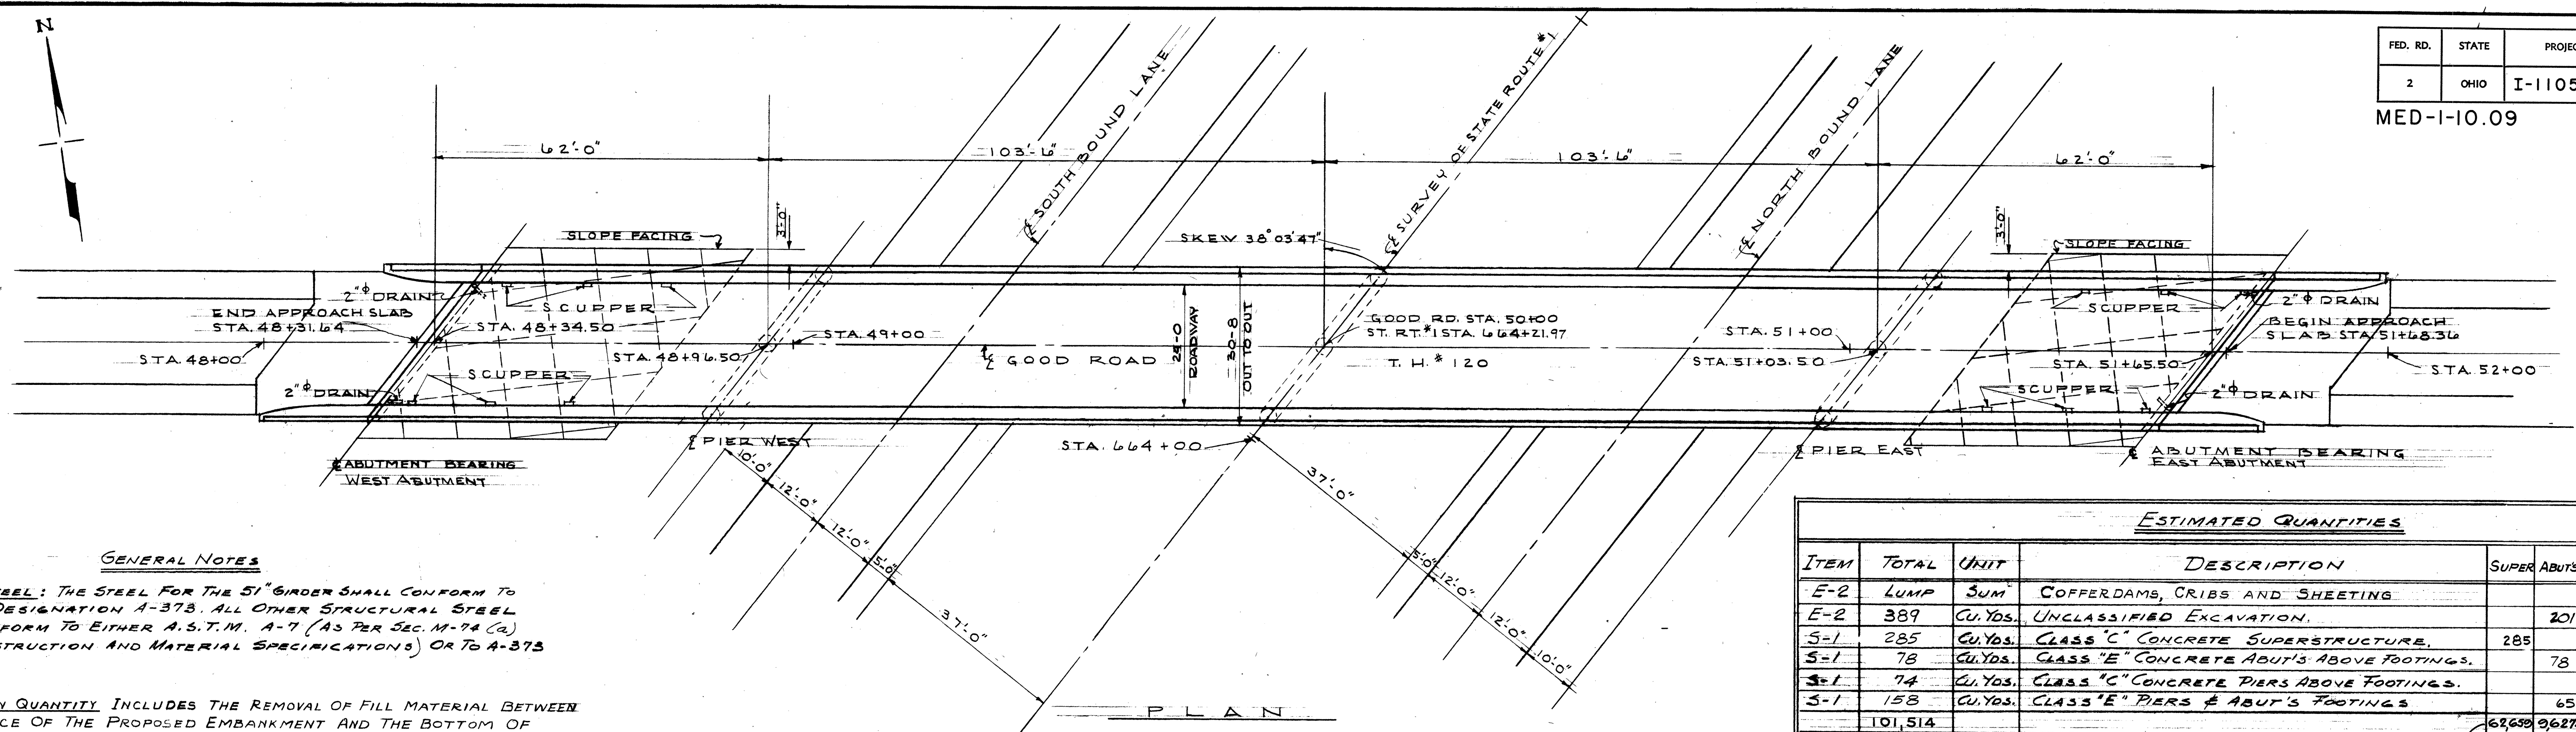 N
FED. RD. STATE
2 OHIO I-1105
MED-1-10.09
62'-0" 103'-6" 103'-6" 62'-0"
℄ SOUTH BOUND LANE
℄ SURVEY OF STATE ROUTE #1
℄ NORTH BOUND LANE
SKEW 38°03'47"
SLOPE FACING
3'-0"
3'-0"
SLOPE FACING
2"ϕ DRAIN
SCUPPER
END APPROACH SLAB
STA. 48+31.64
STA. 48+34.50
STA. 48+00
STA. 48+96.50
STA. 49+00
℄ GOOD ROAD
ROADWAY
30-8
OUT TO OUT
GOOD RD. STA. 50+00
ST. RT. #1 STA. 664+21.97
T. H. # 120
STA. 51+00
STA. 51+03.50
SCUPPER
2"ϕ DRAIN
BEGIN APPROACH
SLAB STA. 51+68.36
STA. 51+65.50
STA. 52+00
SCUPPER
2"ϕ DRAIN
SCUPPER
2"ϕ DRAIN
℄ ABUTMENT BEARING
WEST ABUTMENT
℄ PIER WEST
STA. 664+00
℄ PIER EAST
℄ ABUTMENT BEARING
EAST ABUTMENT
10'-0"
12'-0"
12'-0"
5'-0"
37'-0"
37'-0"
5'-0"
12'-0"
12'-0"
10'-0"
PLAN
GENERAL NOTES
: THE STEEL FOR THE 51" GIRDER SHALL CONFORM TO
DESIGNATION A-373. ALL OTHER STRUCTURAL STEEL
FORM TO EITHER A.S.T.M. A-7 (AS PER SEC. M-74 (a)
STRUCTION AND MATERIAL SPECIFICATIONS) OR TO A-373
N QUANTITY INCLUDES THE REMOVAL OF FILL MATERIAL BETWEEN
CE OF THE PROPOSED EMBANKMENT AND THE BOTTOM OF
ESTIMATED QUANTITIES
ITEM TOTAL UNIT DESCRIPTION SUPER ABUT'S
E-2 LUMP SUM COFFERDAMS, CRIBS AND SHEETING
E-2 389 CU. YDS. UNCLASSIFIED EXCAVATION. 201
S-1 285 CU. YDS. CLASS "C" CONCRETE SUPERSTRUCTURE. 285
S-1 78 CU. YDS. CLASS "E" CONCRETE ABUT'S ABOVE FOOTINGS. 78
S-1 74 CU. YDS. CLASS "C" CONCRETE PIERS ABOVE FOOTINGS.
S-1 158 CU. YDS. CLASS "E" PIERS & ABUT'S FOOTINGS 65
101,514 62,659